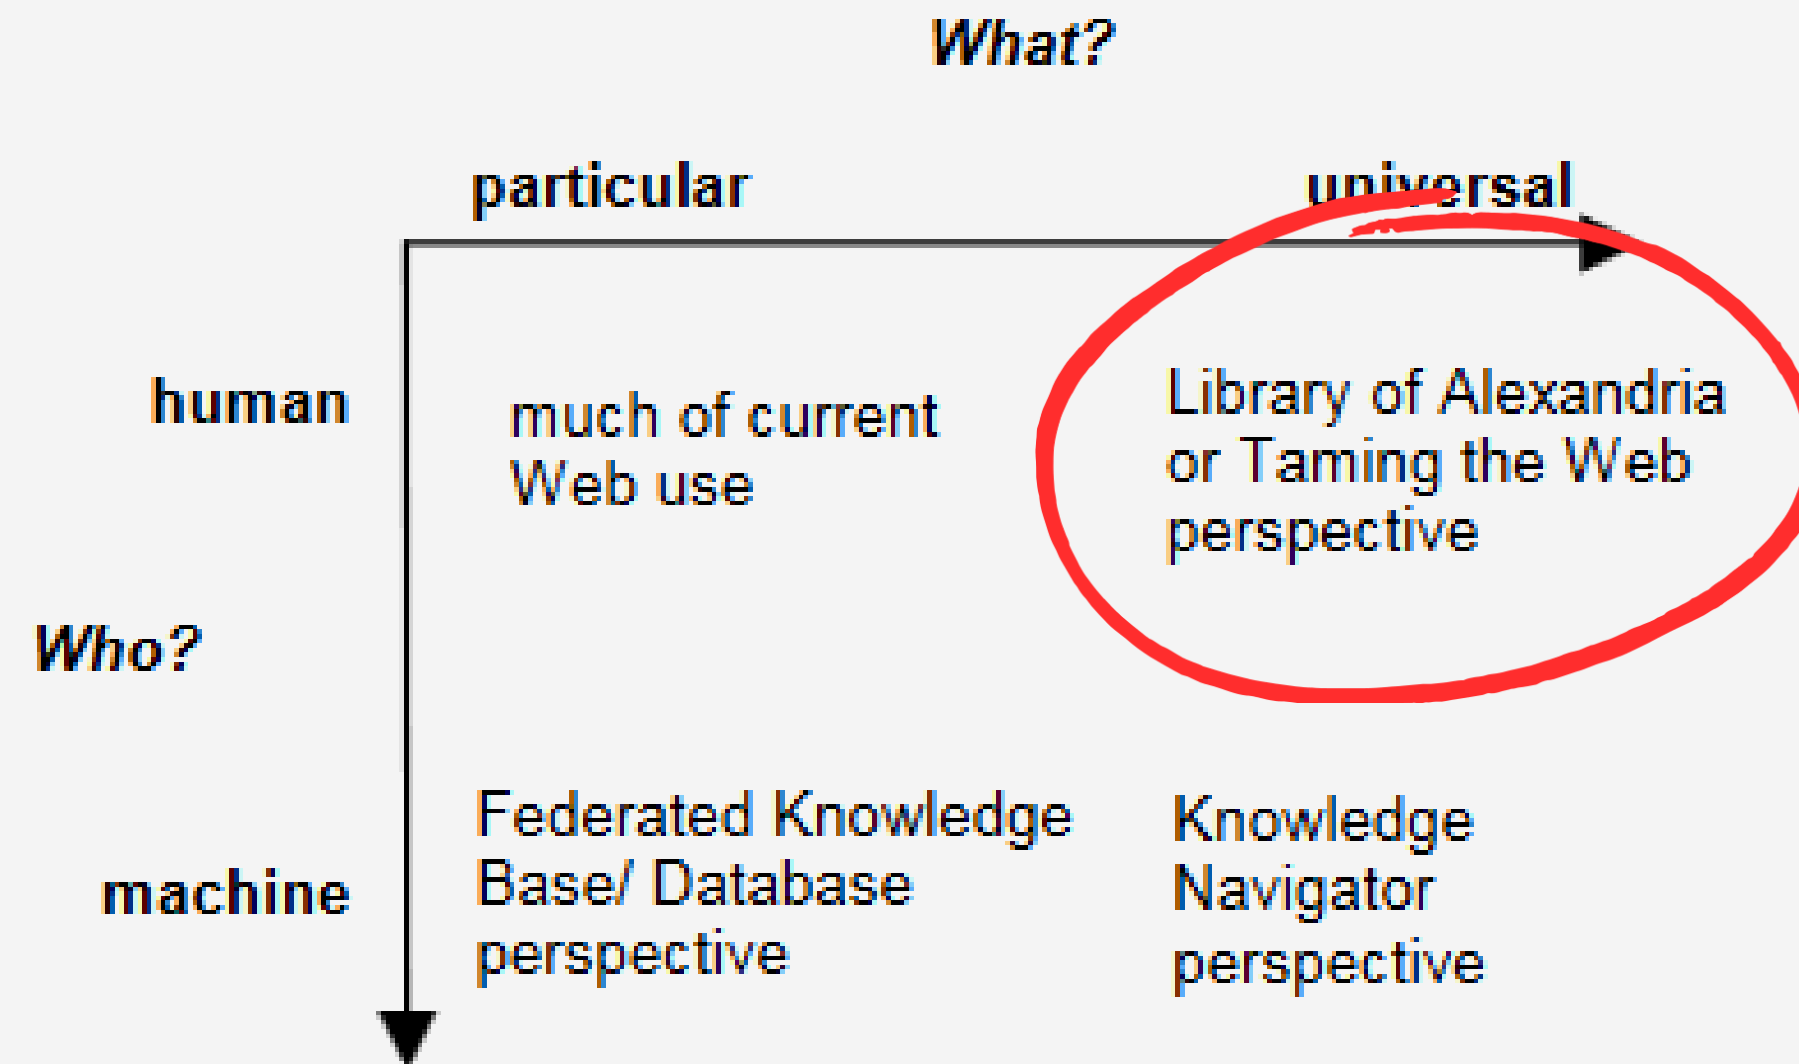 What?
particular
universal
human
much of current
Web use
Library of Alexandria
or Taming the Web
perspective
Who?
machine
Federated Knowledge
Base/ Database
perspective
Knowledge
Navigator
perspective